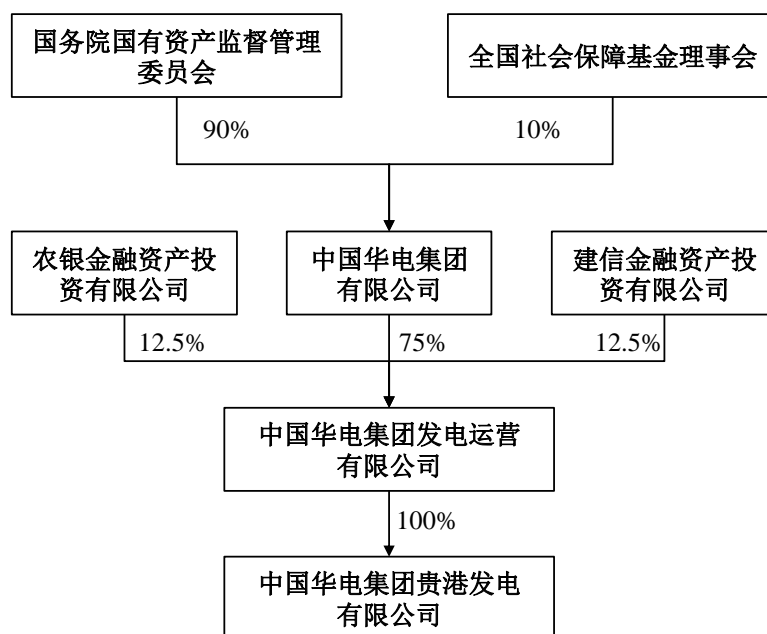 国务院国有资产监督管理
委员会
全国社会保障基金理事会
90%
10%
农银金融资产投
资有限公司
中国华电集团
有限公司
建信金融资产投
资有限公司
12.5%
75%
12.5%
中国华电集团发电运营
有限公司
100%
中国华电集团贵港发电
有限公司